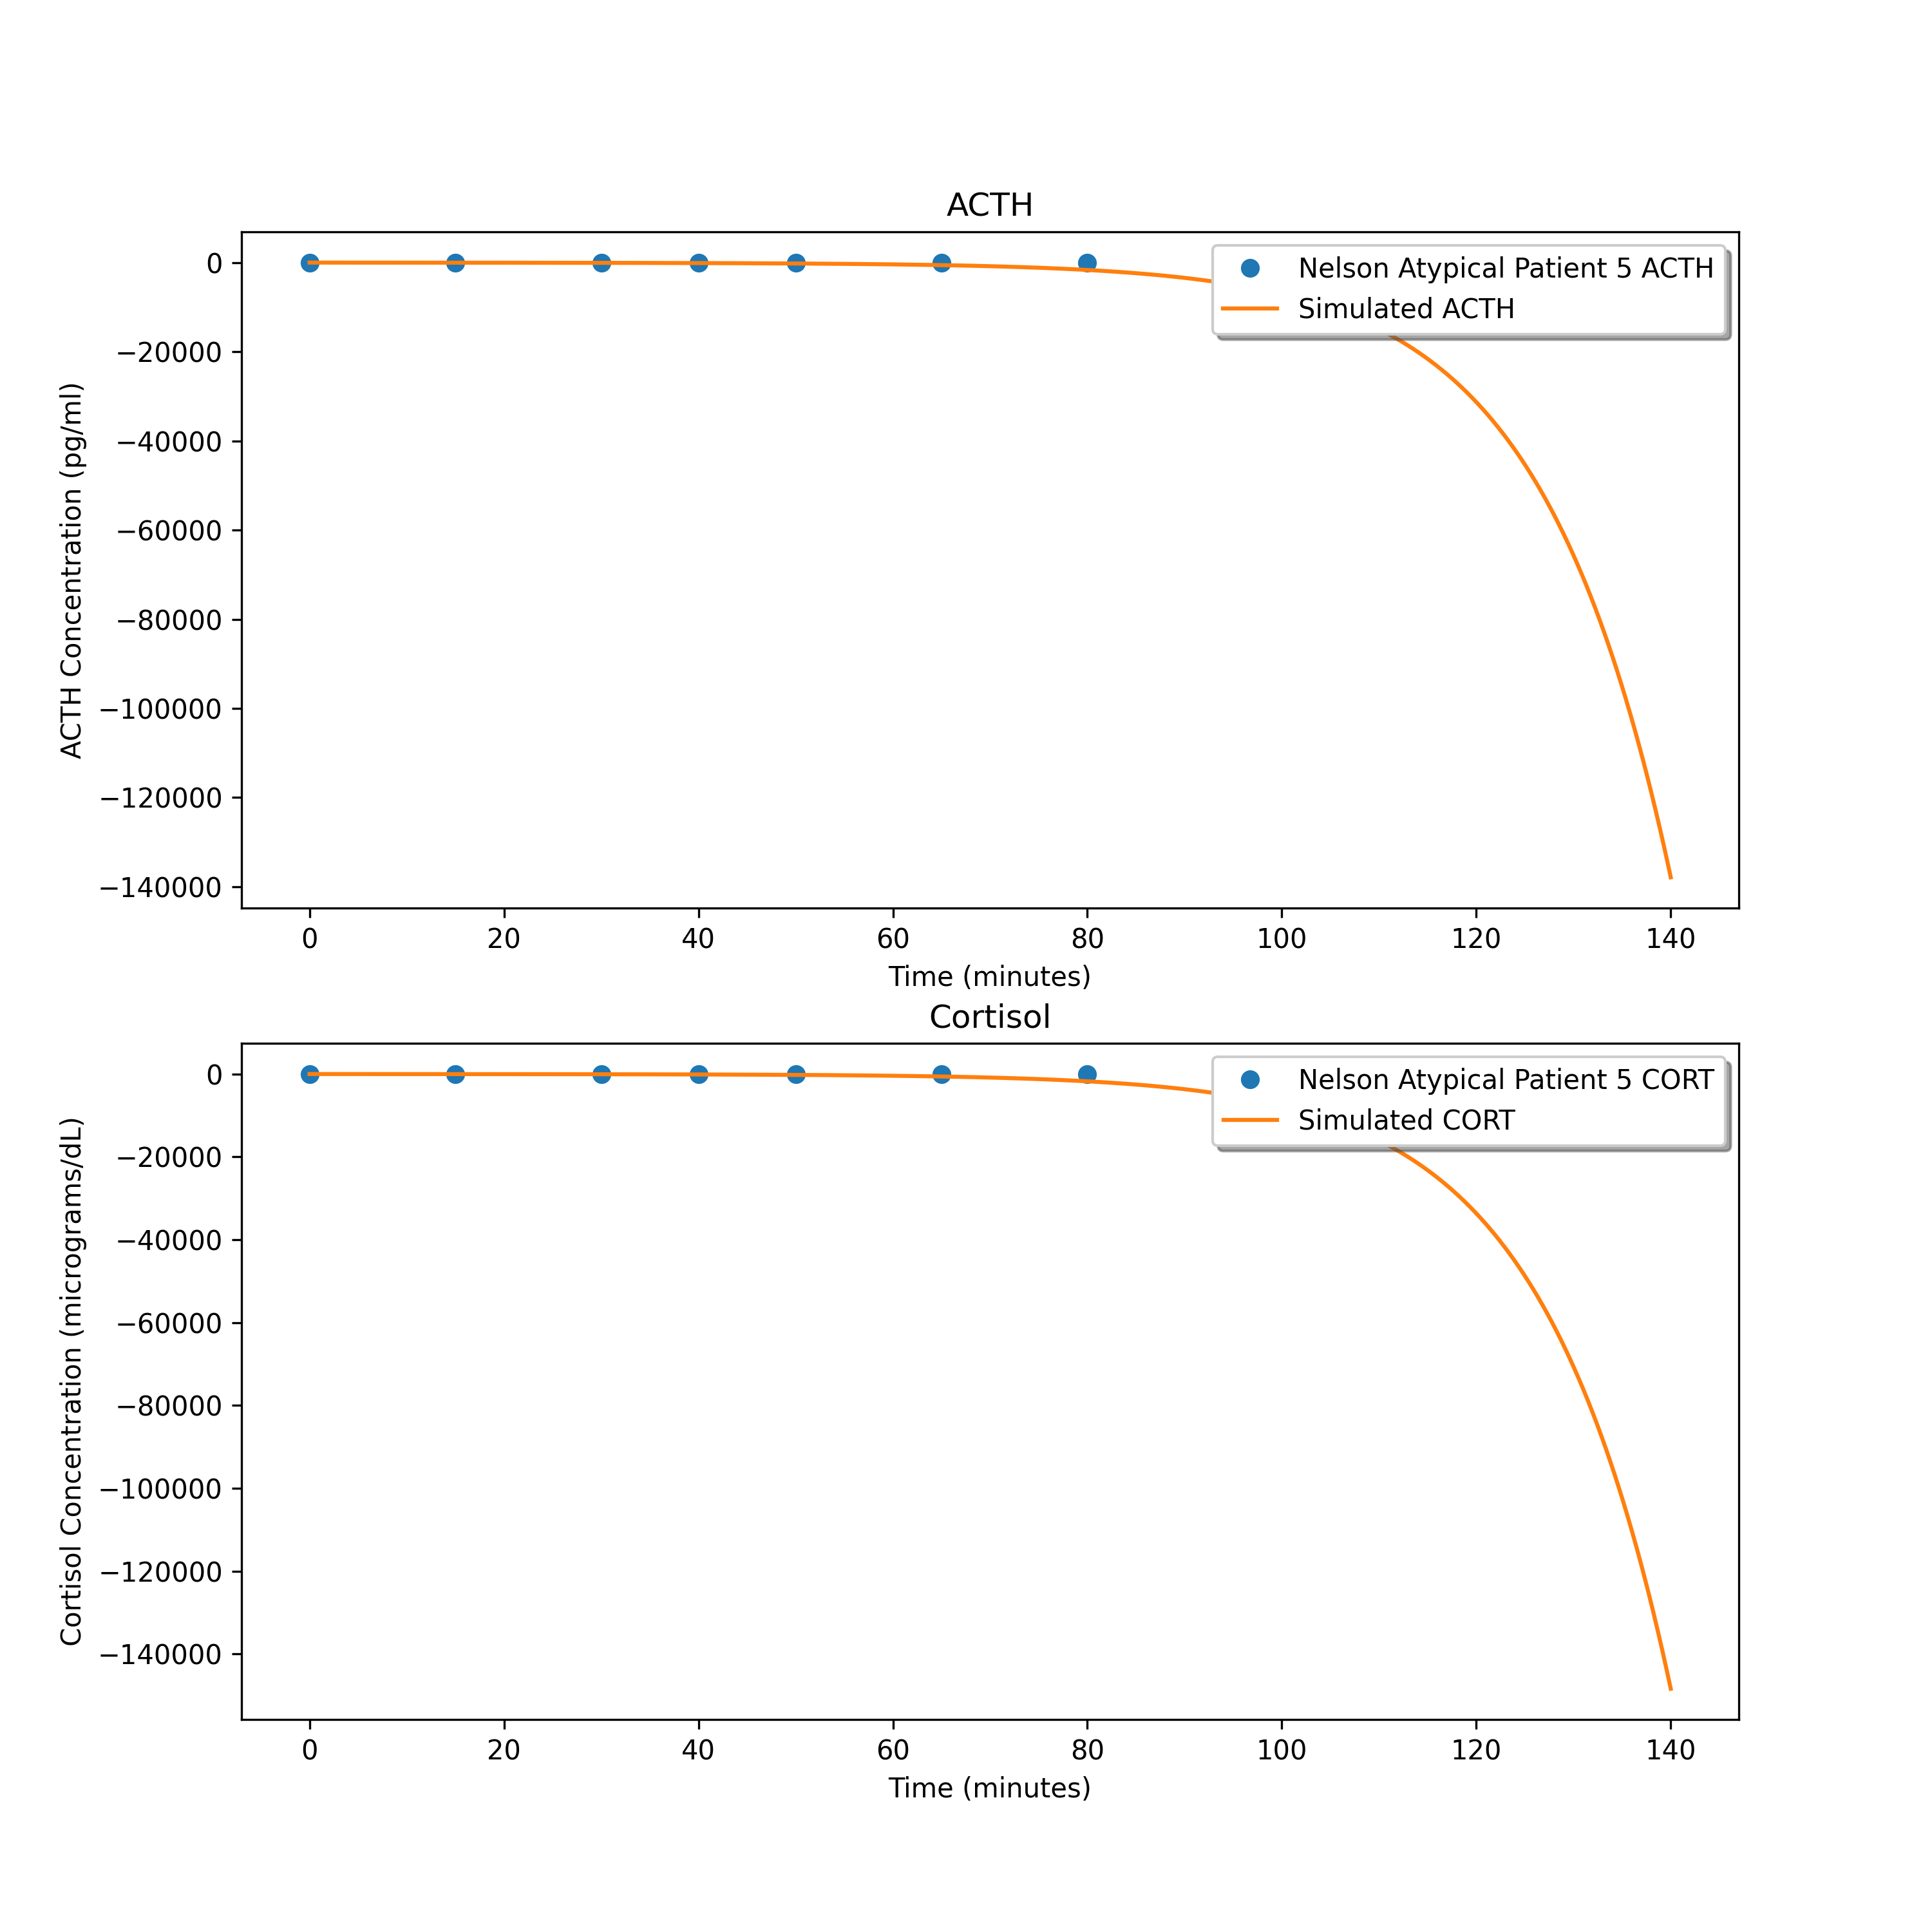 ACTH
Nelson Atypical Patient 5 ACTH
Simulated ACTH
ACTH Concentration (pg/ml)
0
−20000
−40000
−60000
−80000
−100000
−120000
−140000
0 20 40 60 80 100 120 140
Time (minutes)
Cortisol
Nelson Atypical Patient 5 CORT
Simulated CORT
Cortisol Concentration (micrograms/dL)
0
−20000
−40000
−60000
−80000
−100000
−120000
−140000
0 20 40 60 80 100 120 140
Time (minutes)